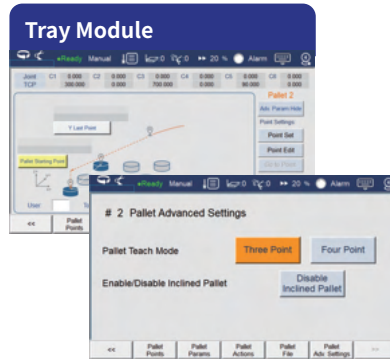 Tray Module
Ready Manual 0 0 20 % Alarm
Joint C1 0.000 C2 0.000 C3 0.000 C4 0.000 C5 0.000 C6 0.000
TCP 300.000 0.000 700.000 0.000 90.000 0.000
Pallet 2
Adv. Param Hide
Point Settings:
Y Last Point
Point Set
Point Edit
Pallet Starting Point
User
<< Pallet Points
Ready Manual 0 0 20 % Alarm
# 2 Pallet Advanced Settings
Pallet Teach Mode Three Point Four Point
Enable/Disable Inclined Pallet Disable Inclined Pallet
<< Pallet Points Pallet Params Pallet Actions Pallet File Pallet Adv. Settings >>